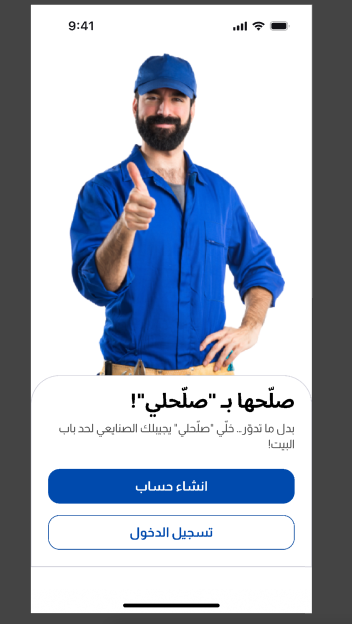 9:41
صلّحها بـ "صلّحلي"!
بدل ما تدوّر… خلّي "صلّحلي" يجيبلك الصنايعي لحد باب
البيت!
انشاء حساب
تسجيل الدخول